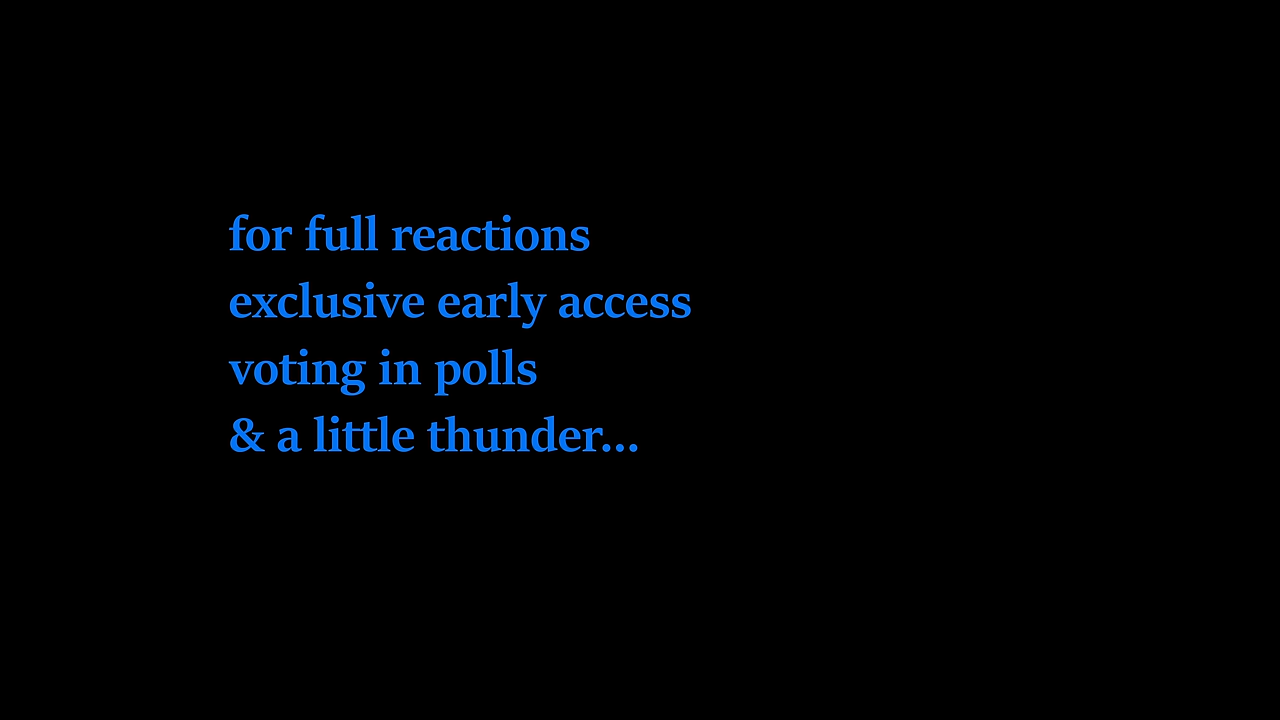 for full reactions
exclusive early access
voting in polls
& a little thunder...